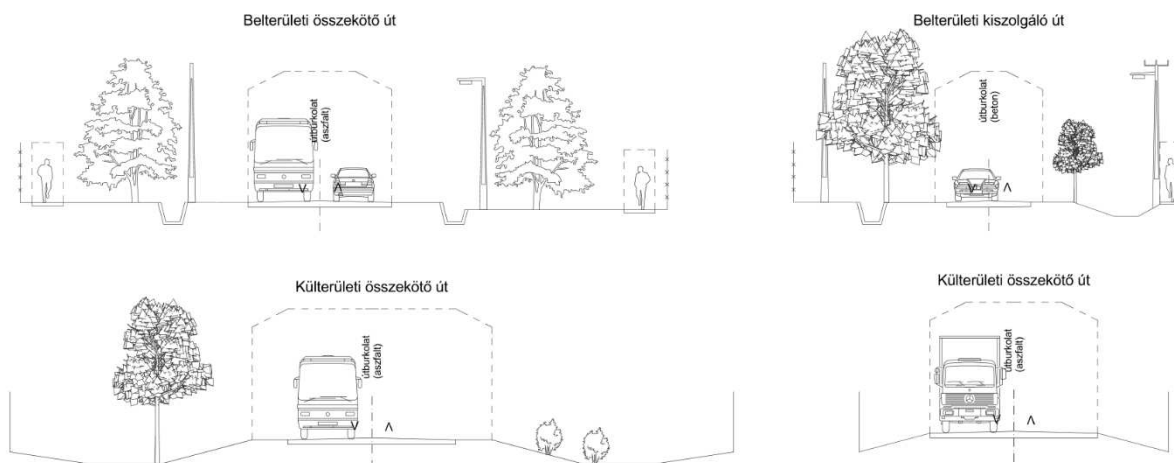 Belterületi összekötő út
útburkolat
(aszfalt)
Belterületi kiszolgáló út
útburkolat
(beton)
Külterületi összekötő út
útburkolat
(aszfalt)
Külterületi összekötő út
útburkolat
(aszfalt)